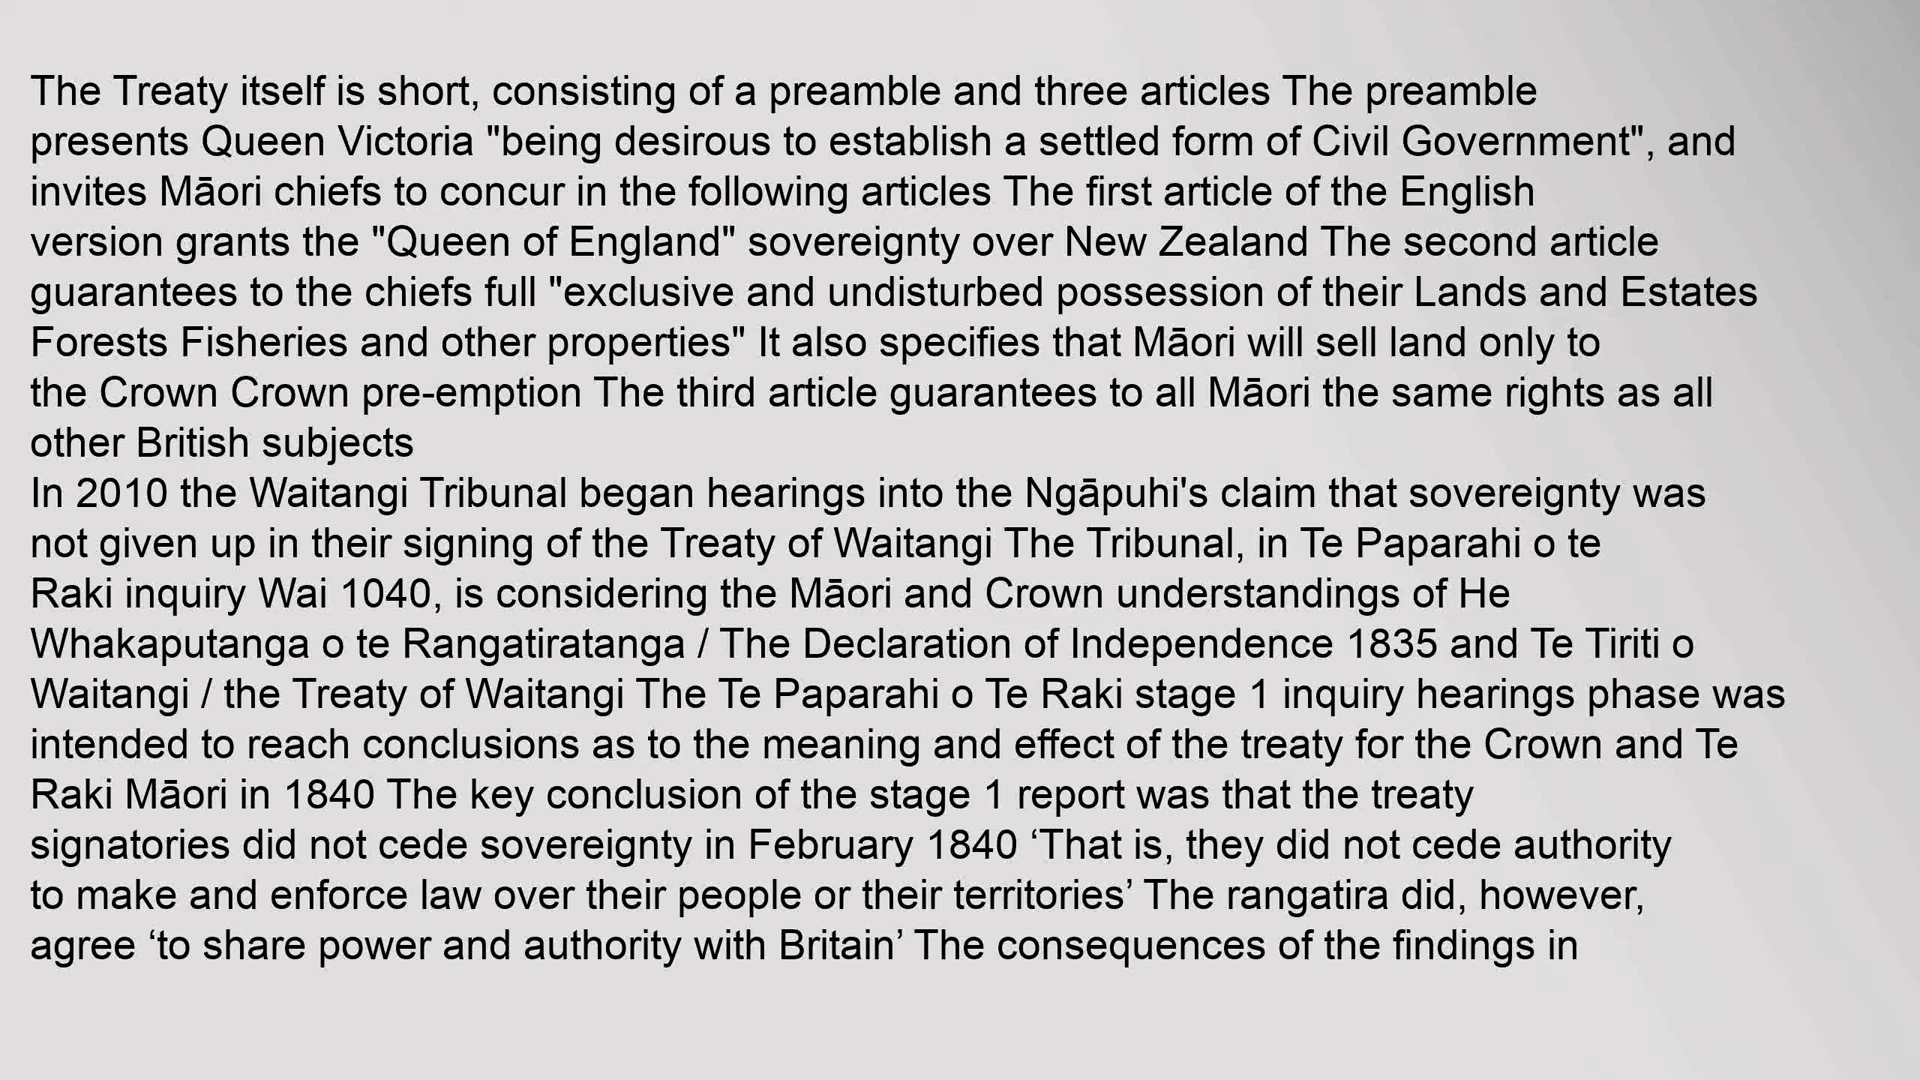 The Treaty itself is short, consisting of a preamble and three articles The preamble
presents Queen Victoria "being desirous to establish a settled form of Civil Government", and
invites Māori chiefs to concur in the following articles The first article of the English
version grants the "Queen of England" sovereignty over New Zealand The second article
guarantees to the chiefs full "exclusive and undisturbed possession of their Lands and Estates
Forests Fisheries and other properties" It also specifies that Māori will sell land only to
the Crown Crown pre-emption The third article guarantees to all Māori the same rights as all
other British subjects
In 2010 the Waitangi Tribunal began hearings into the Ngāpuhi's claim that sovereignty was
not given up in their signing of the Treaty of Waitangi The Tribunal, in Te Paparahi o te
Raki inquiry Wai 1040, is considering the Māori and Crown understandings of He
Whakaputanga o te Rangatiratanga / The Declaration of Independence 1835 and Te Tiriti o
Waitangi / the Treaty of Waitangi The Te Paparahi o Te Raki stage 1 inquiry hearings phase was
intended to reach conclusions as to the meaning and effect of the treaty for the Crown and Te
Raki Māori in 1840 The key conclusion of the stage 1 report was that the treaty
signatories did not cede sovereignty in February 1840 ‘That is, they did not cede authority
to make and enforce law over their people or their territories’ The rangatira did, however,
agree ‘to share power and authority with Britain’ The consequences of the findings in